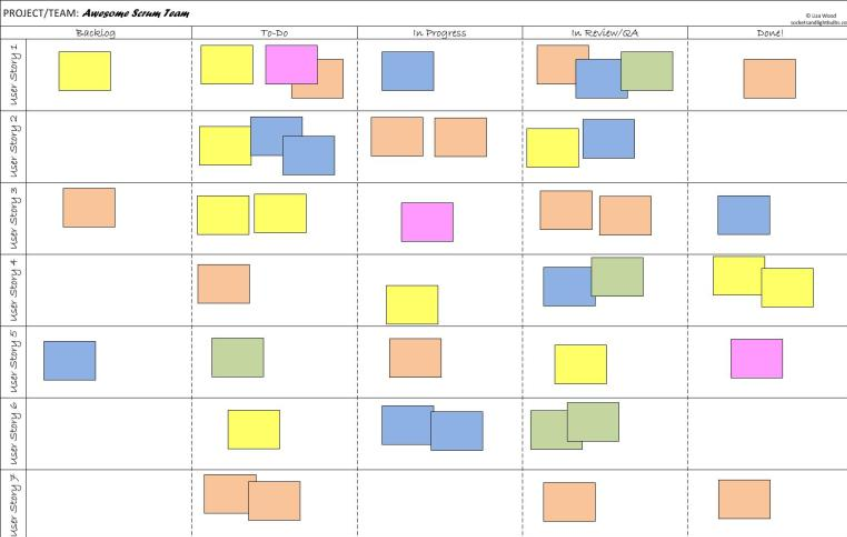 PROJECT/TEAM: Awesome Scrum Team
© Lisa Wood
Backlog To-Do In Progress In Review/QA Done!
User Story 1
User Story 2
User Story 3
User Story 4
User Story 5
User Story 6
User Story 7